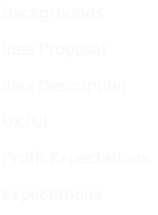 Backgrounds
Idea Proposal
Idea Description
UX/UI
Profit Expectations
Expectations